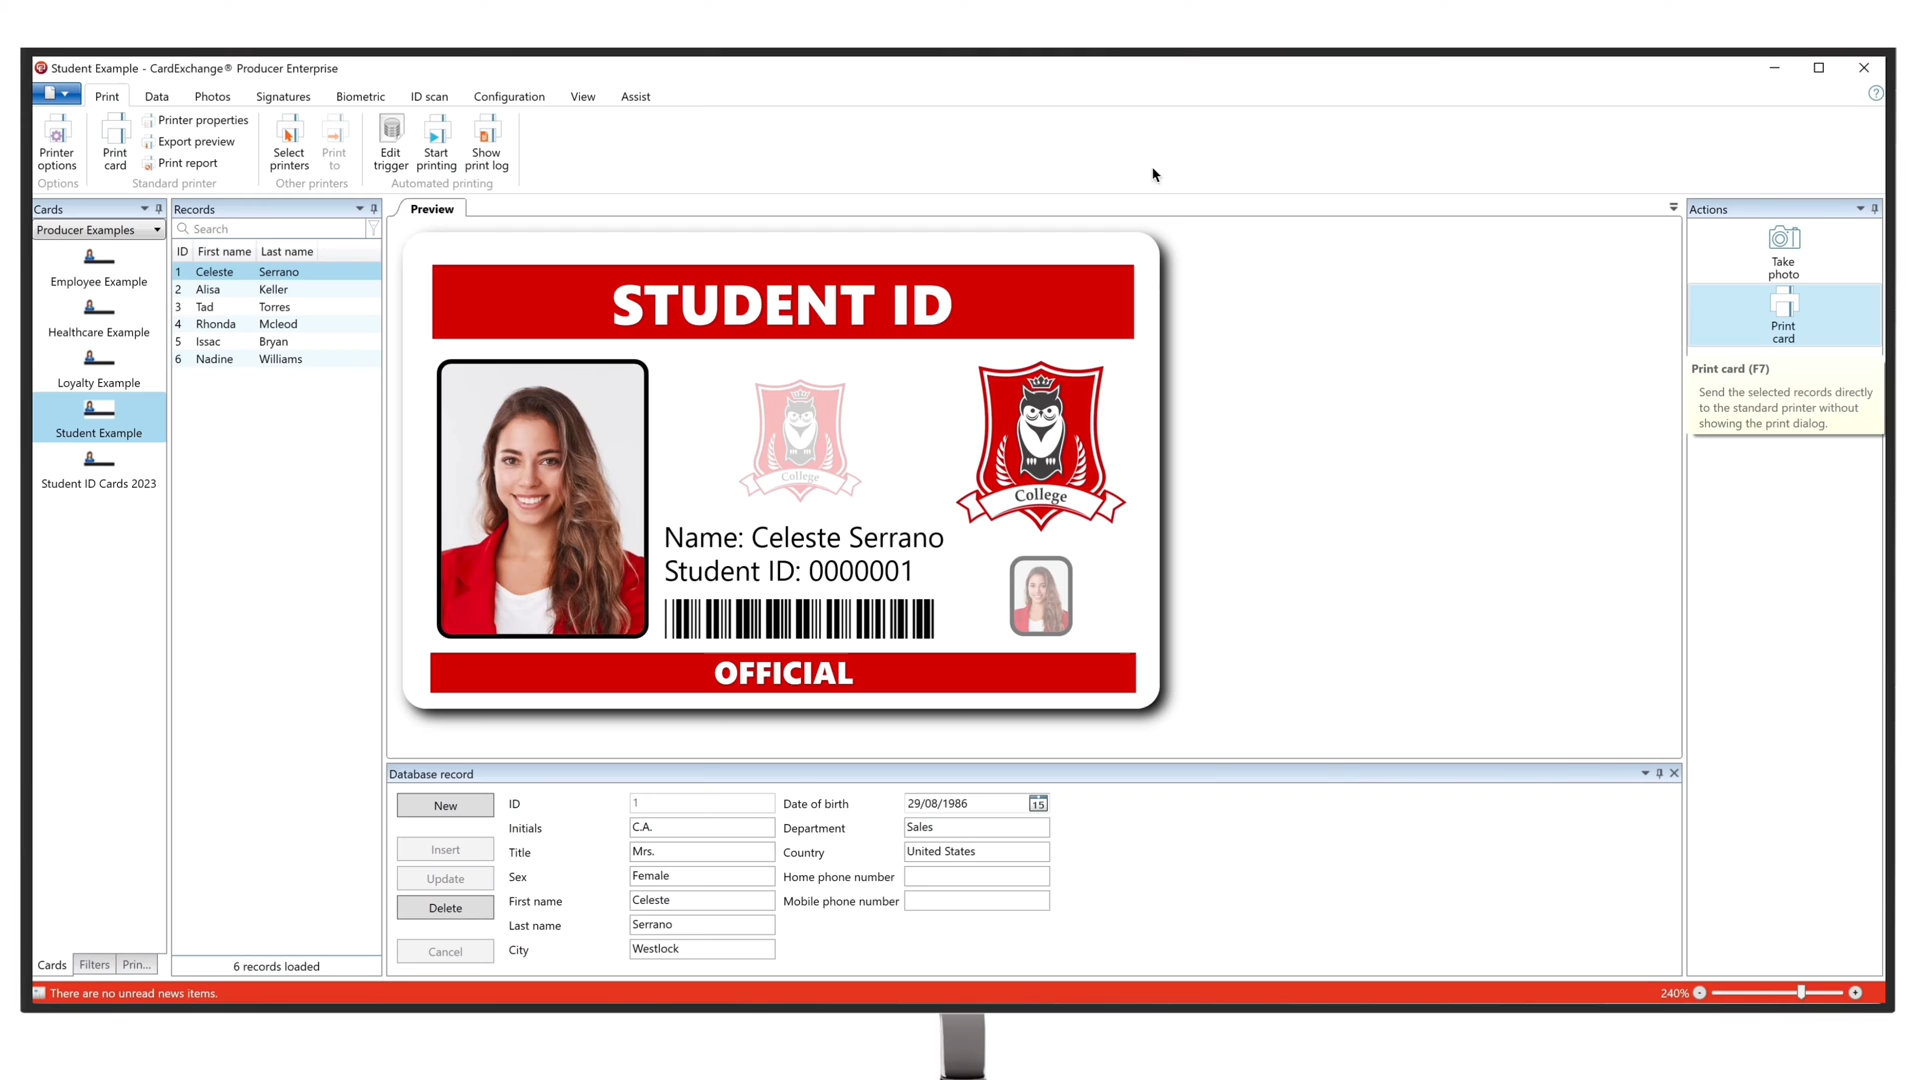 Student Example - CardExchange® Producer Enterprise
Print Data Photos Signatures Biometric ID scan Configuration View Assist
Printer options
Print card
Printer properties
Export preview
Print report
Select printers
Print to
Edit trigger
Start printing
Show print log
Options Standard printer Other printers Automated printing
Cards
Producer Examples
Employee Example
Healthcare Example
Loyalty Example
Student Example
Student ID Cards 2023
Cards Filters Prin...
Records
Search
ID First name Last name
1 Celeste Serrano
2 Alisa Keller
3 Tad Torres
4 Rhonda Mcleod
5 Issac Bryan
6 Nadine Williams
6 records loaded
Preview
STUDENT ID
College
College
Name: Celeste Serrano
Student ID: 0000001
OFFICIAL
Actions
Take photo
Print card
Print card (F7)
Send the selected records directly
to the standard printer without
showing the print dialog.
Database record
New
Insert
Update
Delete
Cancel
ID 1 Date of birth 29/08/1986 15
Initials C.A. Department Sales
Title Mrs. Country United States
Sex Female Home phone number
First name Celeste Mobile phone number
Last name Serrano
City Westlock
There are no unread news items.
240%